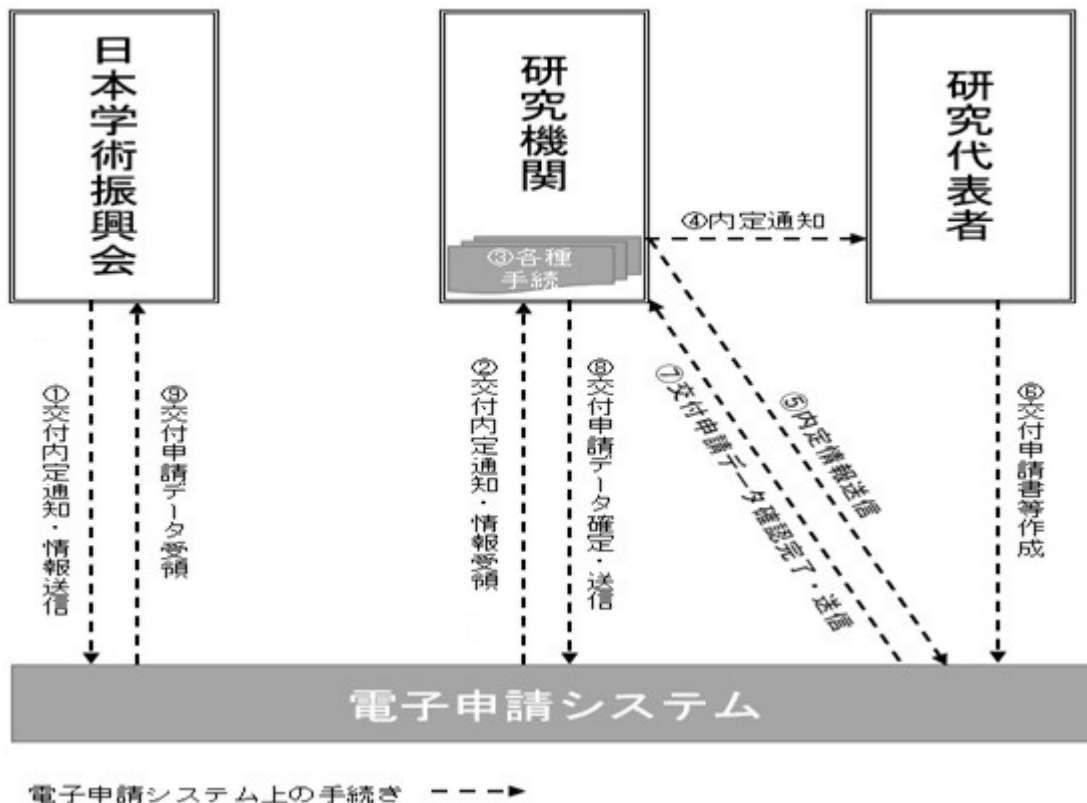 日本学術振興会
研究機関
研究代表者
③各種
手続
④内定通知
①交付内定通知・情報送信
⑨交付申請データ受領
②交付内定通知・情報受領
⑧交付申請データ確定・送信
⑦交付申請データ確認完了・送信
⑤内定情報送信
⑥交付申請書等作成
電子申請システム
電子申請システム上の手続き